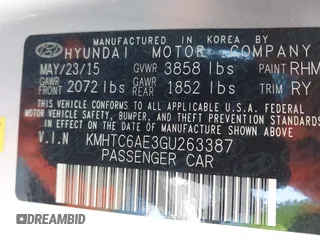 MANUFACTURED IN KOREA BY
HYUNDAI MOTOR COMPANY
MAY/23/15 GVWR 3858 lbs PAINT RHM
GAWR FRT 2072 lbs GAWR RR 1852 lbs TRIM RY
THIS VEHICLE CONFORMS TO ALL APPLICABLE U.S. FEDERAL
MOTOR VEHICLE SAFETY, BUMPER, AND THEFT PREVENTION STANDARDS
IN EFFECT ON THE DATE OF MANUFACTURE SHOWN ABOVE.
V.I.N KMHTC6AE3GU263387
PASSENGER CAR
DREAMBID